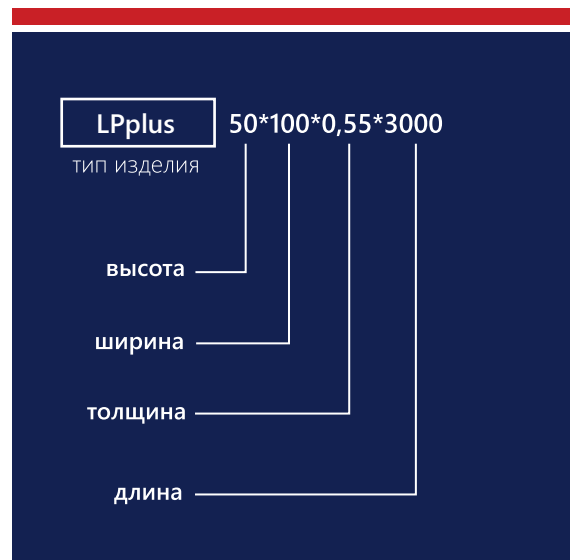 LPplus 50*100*0,55*3000
тип изделия
высота
ширина
толщина
длина